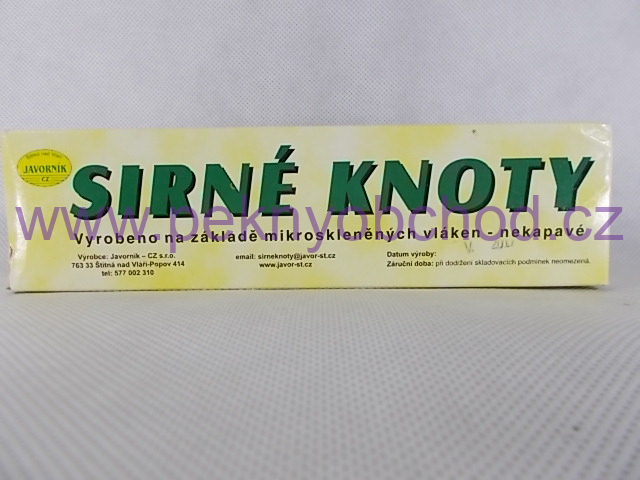 JAVORNÍK
CZ
SIRNÉ KNOTY
www.peknyobchod.cz
Vyrobeno na základě mikroskleněných vláken - nekapavé
Výrobce: Javorník – CZ s.r.o.
763 33 Štítná nad Vláří-Popov 414
tel: 577 002 310
email: sirneknoty@javor-st.cz
www.javor-st.cz
Datum výroby:
Záruční doba: při dodržení skladovacích podmínek neomezená.